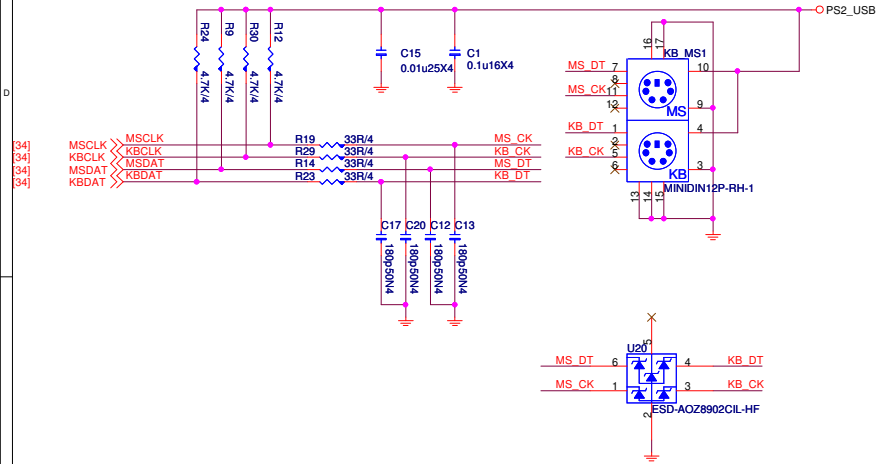 PS2_USB
R24
R9
R30
R12
4.7K/4
4.7K/4
4.7K/4
4.7K/4
C15
0.01u25X4
C1
0.1u16X4
D
16
17
KB_MS1
MS_DT 7
10
8
MS_CK 11
12
MS
9
KB_DT 1
4
2
KB_CK 5
6
KB
3
MINIDIN12P-RH-1
13
14
15
[34] MSCLK MSCLK R19 33R/4 MS_CK
[34] KBCLK KBCLK R29 33R/4 KB_CK
[34] MSDAT MSDAT R14 33R/4 MS_DT
[34] KBDAT KBDAT R23 33R/4 KB_DT
C17 C20 C12 C13
180p50N4
180p50N4
180p50N4
180p50N4
U20
5
MS_DT 6 4 KB_DT
MS_CK 1 3 KB_CK
ESD-AOZ8902CIL-HF
2